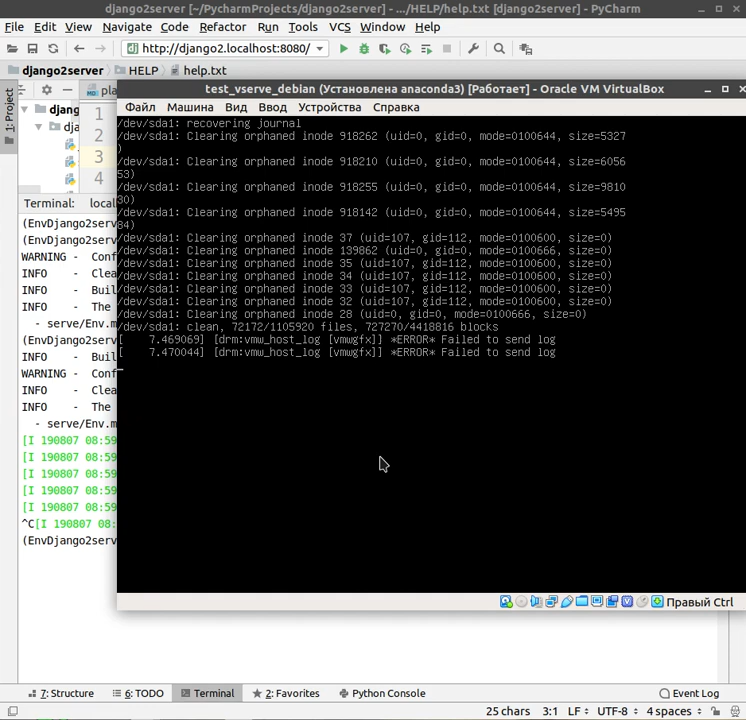 django2server [~/PycharmProjects/django2server] - .../HELP/help.txt [django2server] - PyCharm
File Edit View Navigate Code Refactor Run Tools VCS Window Help
http://django2.localhost:8080/
django2server HELP help.txt
1: Project
djang
dja
pla
1
2
3
4
test_vserve_debian (Установлена anaconda3) [Работает] - Oracle VM VirtualBox
Файл Машина Вид Ввод Устройства Справка
/dev/sda1: recovering journal
/dev/sda1: Clearing orphaned inode 918262 (uid=0, gid=0, mode=0100644, size=5327
)
/dev/sda1: Clearing orphaned inode 918210 (uid=0, gid=0, mode=0100644, size=6056
53)
/dev/sda1: Clearing orphaned inode 918255 (uid=0, gid=0, mode=0100644, size=9810
30)
/dev/sda1: Clearing orphaned inode 918142 (uid=0, gid=0, mode=0100644, size=5495
84)
/dev/sda1: Clearing orphaned inode 37 (uid=107, gid=112, mode=0100600, size=0)
/dev/sda1: Clearing orphaned inode 139862 (uid=0, gid=0, mode=0100666, size=0)
/dev/sda1: Clearing orphaned inode 35 (uid=107, gid=112, mode=0100600, size=0)
/dev/sda1: Clearing orphaned inode 34 (uid=107, gid=112, mode=0100600, size=0)
/dev/sda1: Clearing orphaned inode 33 (uid=107, gid=112, mode=0100600, size=0)
/dev/sda1: Clearing orphaned inode 32 (uid=107, gid=112, mode=0100600, size=0)
/dev/sda1: Clearing orphaned inode 28 (uid=0, gid=0, mode=0100666, size=0)
/dev/sda1: clean, 72172/1105920 files, 727270/4418816 blocks
[    7.469069] [drm:vmw_host_log [vmwgfx]] *ERROR* Failed to send log
[    7.470044] [drm:vmw_host_log [vmwgfx]] *ERROR* Failed to send log
Правый Ctrl
Terminal: local
(EnvDjango2serv
(EnvDjango2serv
WARNING - Conf
INFO - Clea
INFO - Buil
INFO - The
- serve/Env.m
(EnvDjango2serv
INFO - Buil
WARNING - Conf
INFO - Clea
INFO - The
- serve/Env.m
[I 190807 08:59
[I 190807 08:59
[I 190807 08:59
[I 190807 08:59
[I 190807 08:59
^C[I 190807 08:
(EnvDjango2serv
7: Structure 6: TODO Terminal 2: Favorites Python Console Event Log
25 chars 3:1 LF UTF-8 4 spaces